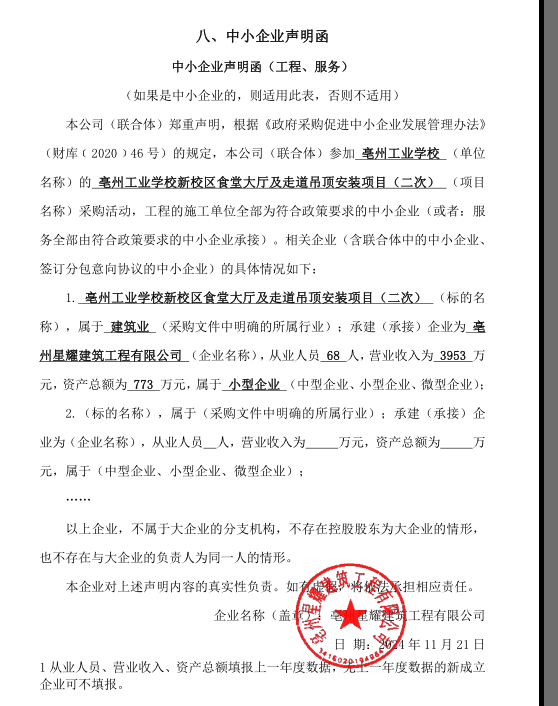 八、中小企业声明函
中小企业声明函（工程、服务）
（如果是中小企业的，则适用此表，否则不适用）
本公司（联合体）郑重声明，根据《政府采购促进中小企业发展管理办法》
（财库﹝2020﹞46 号）的规定，本公司（联合体）参加 亳州工业学校 （单位
名称）的 亳州工业学校新校区食堂大厅及走道吊顶安装项目（二次） （项目
名称）采购活动，工程的施工单位全部为符合政策要求的中小企业（或者：服
务全部由符合政策要求的中小企业承接）。相关企业（含联合体中的中小企业、
签订分包意向协议的中小企业）的具体情况如下：
1. 亳州工业学校新校区食堂大厅及走道吊顶安装项目（二次） （标的名
称），属于 建筑业 （采购文件中明确的所属行业）；承建（承接）企业为 亳
州星耀建筑工程有限公司 （企业名称），从业人员 68 人，营业收入为 3953 万
元，资产总额为 773 万元，属于 小型企业 （中型企业、小型企业、微型企业）；
2.（标的名称），属于（采购文件中明确的所属行业）；承建（承接）企
业为（企业名称），从业人员__人，营业收入为_____万元，资产总额为_____万
元，属于（中型企业、小型企业、微型企业）；
……
以上企业，不属于大企业的分支机构，不存在控股股东为大企业的情形，
也不存在与大企业的负责人为同一人的情形。
本企业对上述声明内容的真实性负责。如有虚假，将依法承担相应责任。
企业名称（盖章）：亳州星耀建筑工程有限公司
日 期：2024 年 11 月 21 日
亳州星耀建筑工程有限公司
1 从业人员、营业收入、资产总额填报上一年度数据，无上一年度数据的新成立
企业可不填报。